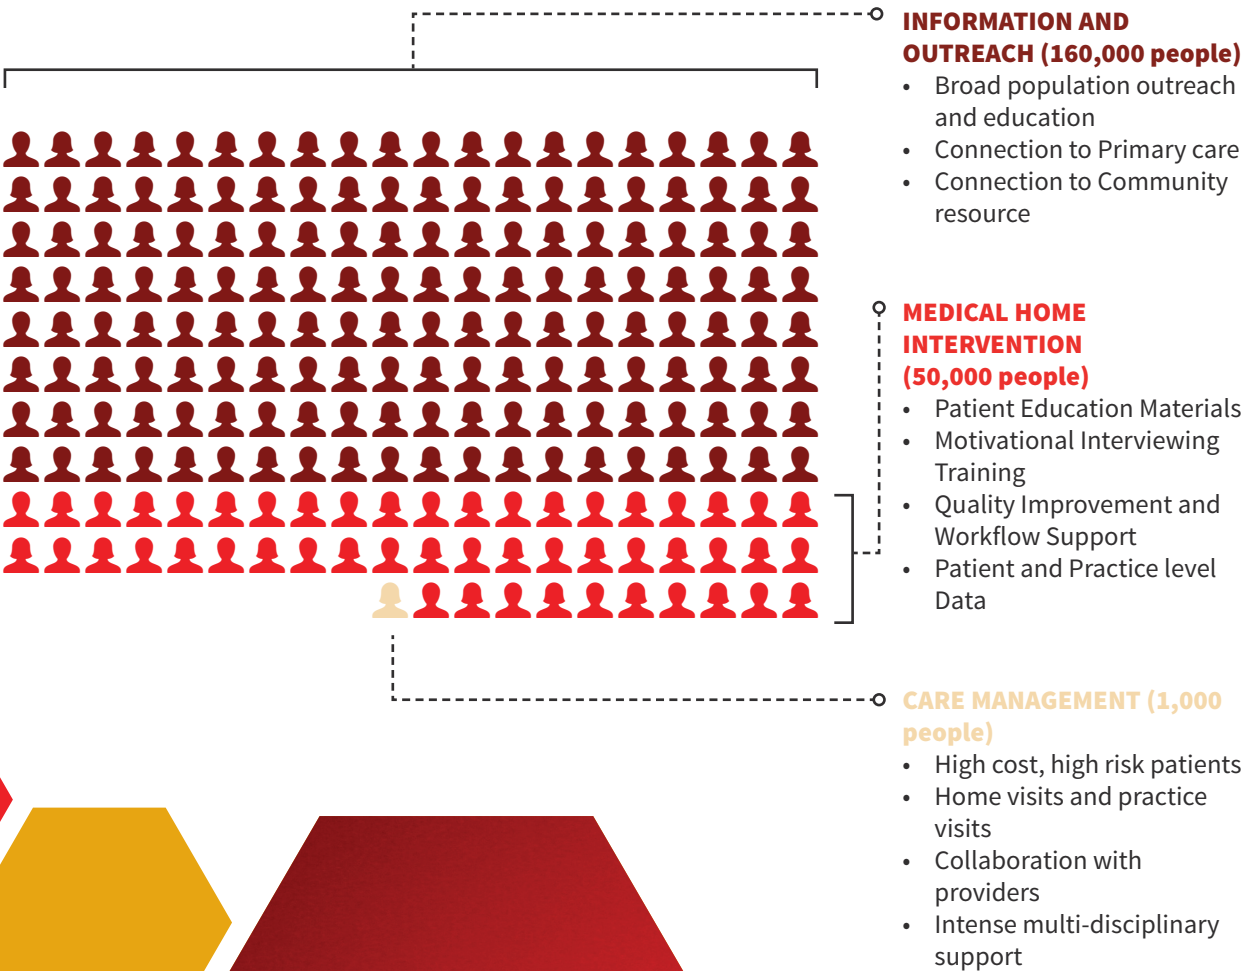 INFORMATION AND
OUTREACH (160,000 people)
• Broad population outreach
and education
• Connection to Primary care
• Connection to Community
resource
MEDICAL HOME
INTERVENTION
(50,000 people)
• Patient Education Materials
• Motivational Interviewing
Training
• Quality Improvement and
Workflow Support
• Patient and Practice level
Data
CARE MANAGEMENT (1,000
people)
• High cost, high risk patients
• Home visits and practice
visits
• Collaboration with
providers
• Intense multi-disciplinary
support